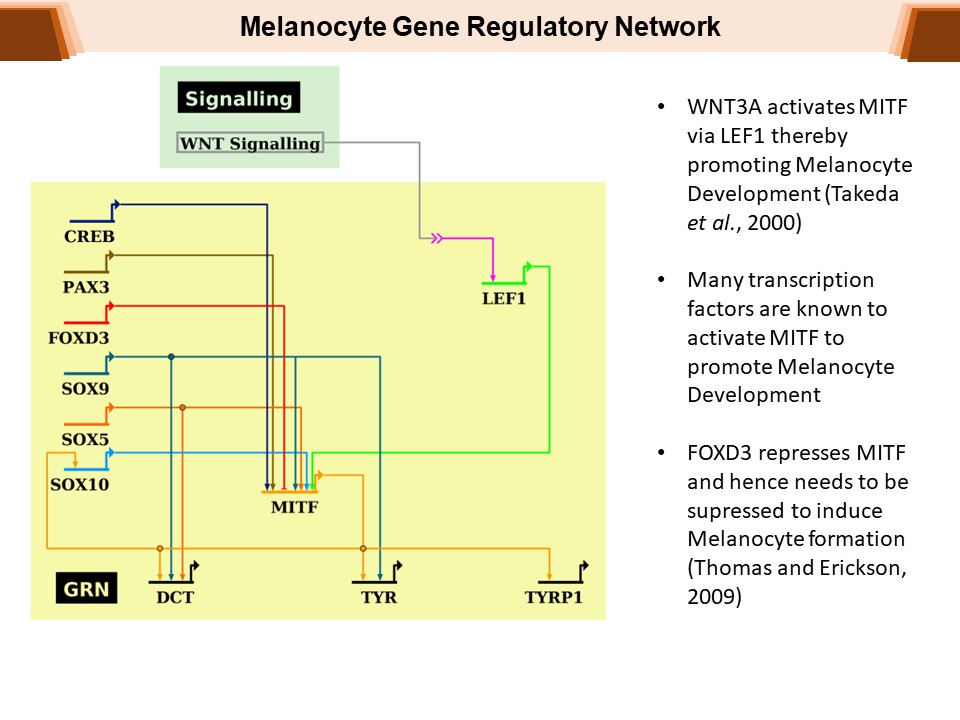 Melanocyte Gene Regulatory Network
Signalling
WNT Signalling
CREB
PAX3
FOXD3
SOX9
SOX5
SOX10
LEF1
MITF
GRN
DCT
TYR
TYRP1
• WNT3A activates MITF
via LEF1 thereby
promoting Melanocyte
Development (Takeda
et al., 2000)
• Many transcription
factors are known to
activate MITF to
promote Melanocyte
Development
• FOXD3 represses MITF
and hence needs to be
supressed to induce
Melanocyte formation
(Thomas and Erickson,
2009)